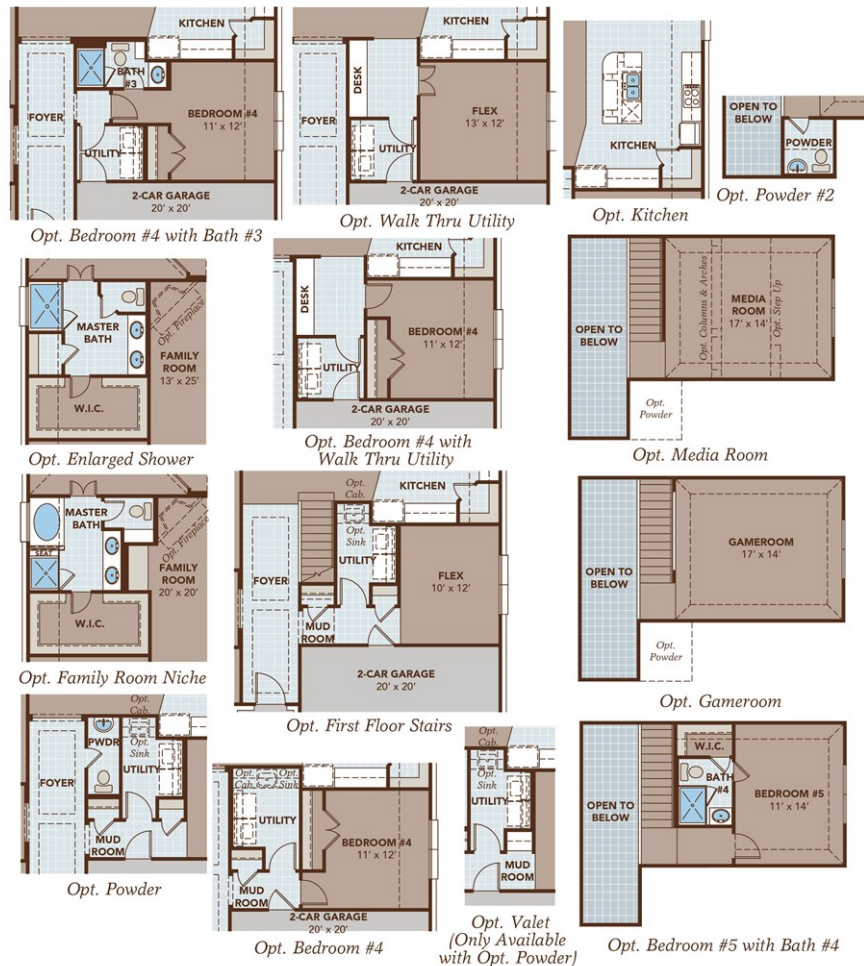 KITCHEN
BATH
#3
FOYER
BEDROOM #4
11' x 12'
UTILITY
2-CAR GARAGE
20' x 20'
Opt. Bedroom #4 with Bath #3
KITCHEN
DESK
FLEX
13' x 12'
UTILITY
2-CAR GARAGE
20' x 20'
Opt. Walk Thru Utility
KITCHEN
Opt. Kitchen
OPEN TO
BELOW
POWDER
Opt. Powder #2
MASTER
BATH
Opt. Fireplace
FAMILY
ROOM
13' x 25'
W.I.C.
Opt. Enlarged Shower
KITCHEN
DESK
BEDROOM #4
11' x 12'
UTILITY
2-CAR GARAGE
20' x 20'
Opt. Bedroom #4 with
Walk Thru Utility
OPEN TO
BELOW
Opt. Columns & Arches
MEDIA
ROOM
17' x 14'
Opt. Step Up
Opt.
Powder
Opt. Media Room
MASTER
BATH
SEAT
Opt. Fireplace
FAMILY
ROOM
20' x 20'
W.I.C.
Opt. Family Room Niche
Opt.
Cab.
KITCHEN
Opt.
Sink
UTILITY
FOYER
FLEX
10' x 12'
MUD
ROOM
2-CAR GARAGE
20' x 20'
Opt. First Floor Stairs
OPEN TO
BELOW
GAMEROOM
17' x 14'
Opt.
Powder
Opt. Gameroom
Opt.
Cab.
PWDR
Opt.
Sink
FOYER
UTILITY
MUD
ROOM
Opt. Powder
Opt.
Cab.
Opt.
Sink
UTILITY
BEDROOM #4
11' x 12'
MUD
ROOM
2-CAR GARAGE
20' x 20'
Opt. Bedroom #4
Opt.
Cab.
Opt.
Sink
UTILITY
MUD
ROOM
Opt. Valet
(Only Available
with Opt. Powder)
W.I.C.
OPEN TO
BELOW
BATH
#4
BEDROOM #5
11' x 14'
Opt. Bedroom #5 with Bath #4